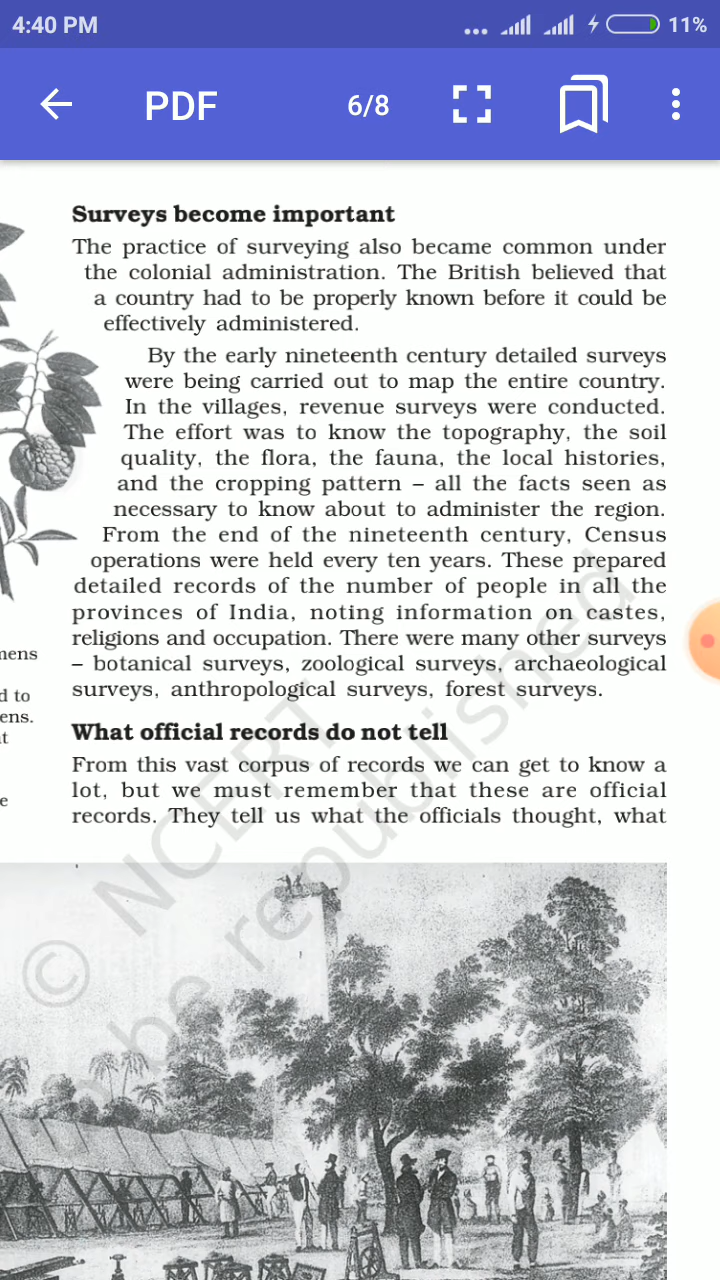 4:40 PM
11%
PDF
6/8
Surveys become important
The practice of surveying also became common under
the colonial administration. The British believed that
a country had to be properly known before it could be
effectively administered.
By the early nineteenth century detailed surveys
were being carried out to map the entire country.
In the villages, revenue surveys were conducted.
The effort was to know the topography, the soil
quality, the flora, the fauna, the local histories,
and the cropping pattern – all the facts seen as
necessary to know about to administer the region.
From the end of the nineteenth century, Census
operations were held every ten years. These prepared
detailed records of the number of people in all the
provinces of India, noting information on castes,
religions and occupation. There were many other surveys
– botanical surveys, zoological surveys, archaeological
surveys, anthropological surveys, forest surveys.
mens
d to
ens.
t
e
What official records do not tell
From this vast corpus of records we can get to know a
lot, but we must remember that these are official
records. They tell us what the officials thought, what
© NCERT
be republished